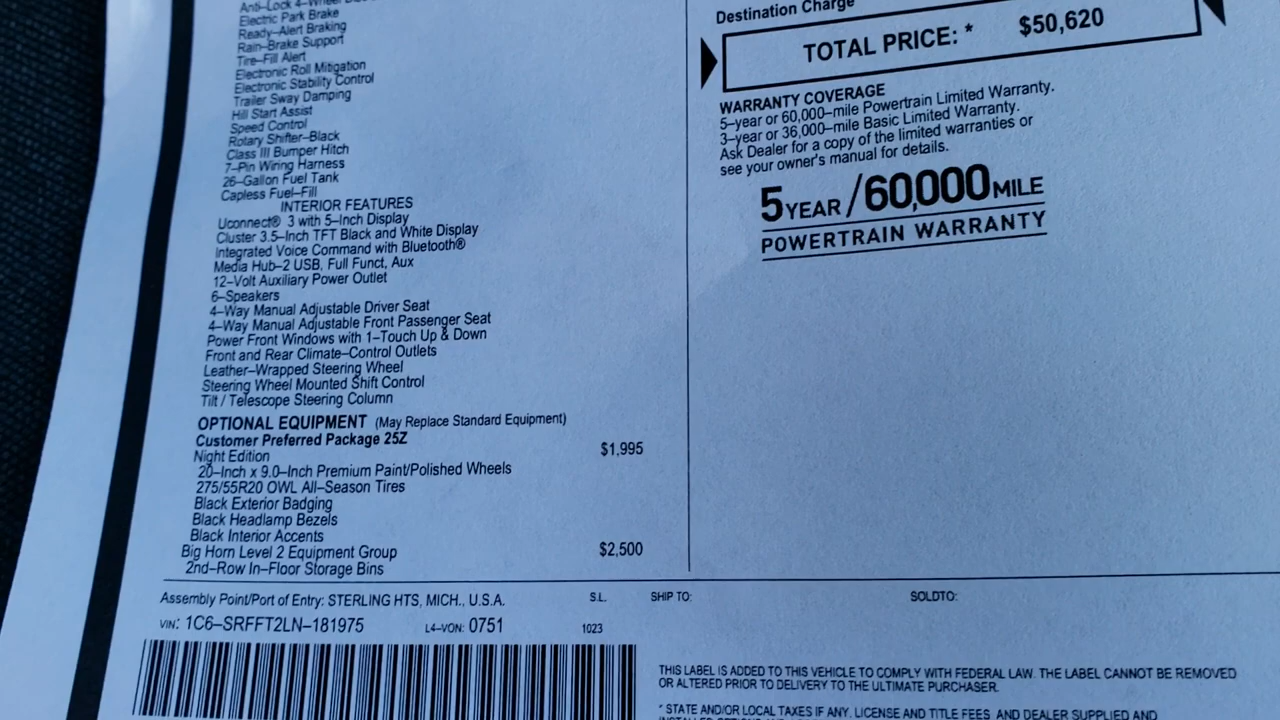 Anti–Lock 4–Wheel
Electric Park Brake
Ready–Alert Braking
Rain–Brake Support
Tire–Fill Alert
Electronic Roll Mitigation
Electronic Stability Control
Trailer Sway Damping
Hill Start Assist
Speed Control
Rotary Shifter–Black
Class III Bumper Hitch
7–Pin Wiring Harness
26–Gallon Fuel Tank
Capless Fuel–Fill
INTERIOR FEATURES
Uconnect® 3 with 5–Inch Display
Cluster 3.5–Inch TFT Black and White Display
Integrated Voice Command with Bluetooth®
Media Hub–2 USB, Full Funct, Aux
12–Volt Auxiliary Power Outlet
6–Speakers
4–Way Manual Adjustable Driver Seat
4–Way Manual Adjustable Front Passenger Seat
Power Front Windows with 1–Touch Up & Down
Front and Rear Climate–Control Outlets
Leather–Wrapped Steering Wheel
Steering Wheel Mounted Shift Control
Tilt / Telescope Steering Column
OPTIONAL EQUIPMENT (May Replace Standard Equipment)
Customer Preferred Package 25Z
Night Edition $1,995
20–Inch x 9.0–Inch Premium Paint/Polished Wheels
275/55R20 OWL All–Season Tires
Black Exterior Badging
Black Headlamp Bezels
Black Interior Accents
Big Horn Level 2 Equipment Group $2,500
2nd–Row In–Floor Storage Bins
Destination Charge
TOTAL PRICE: * $50,620
WARRANTY COVERAGE
5–year or 60,000–mile Powertrain Limited Warranty.
3–year or 36,000–mile Basic Limited Warranty.
Ask Dealer for a copy of the limited warranties or
see your owner's manual for details.
5 YEAR / 60,000 MILE
POWERTRAIN WARRANTY
Assembly Point/Port of Entry: STERLING HTS, MICH., U.S.A. S.L. SHIP TO: SOLDTO:
VIN: 1C6–SRFFT2LN–181975 L4–VON: 0751 1023
THIS LABEL IS ADDED TO THIS VEHICLE TO COMPLY WITH FEDERAL LAW. THE LABEL CANNOT BE REMOVED
OR ALTERED PRIOR TO DELIVERY TO THE ULTIMATE PURCHASER.
* STATE AND/OR LOCAL TAXES IF ANY, LICENSE AND TITLE FEES AND DEALER SUPPLIED AND